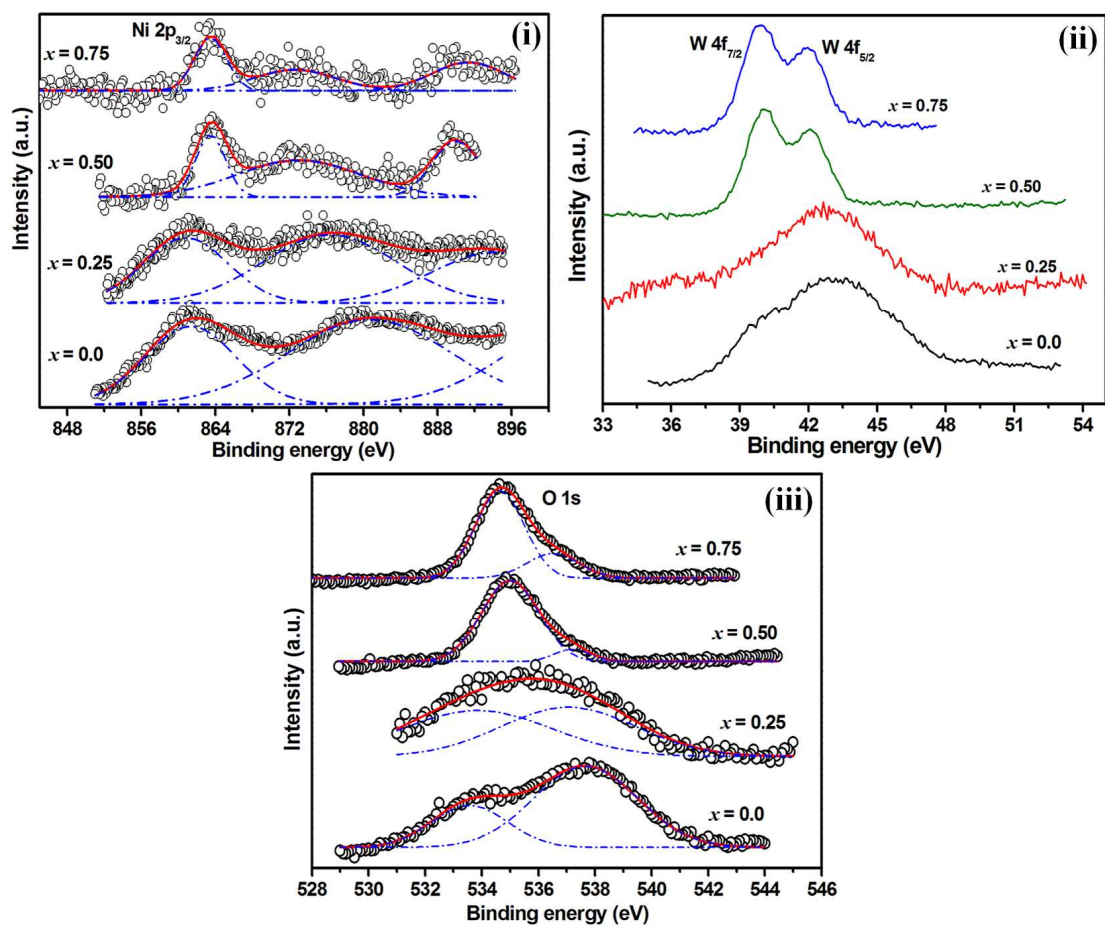 (i)
Ni 2p3/2
x = 0.75
x = 0.50
x = 0.25
x = 0.0
Intensity (a.u.)
848 856 864 872 880 888 896
Binding energy (eV)
(ii)
W 4f7/2 W 4f5/2
x = 0.75
x = 0.50
x = 0.25
x = 0.0
Intensity (a.u.)
33 36 39 42 45 48 51 54
Binding energy (eV)
(iii)
O 1s
x = 0.75
x = 0.50
x = 0.25
x = 0.0
Intensity (a.u.)
528 530 532 534 536 538 540 542 544 546
Binding energy (eV)